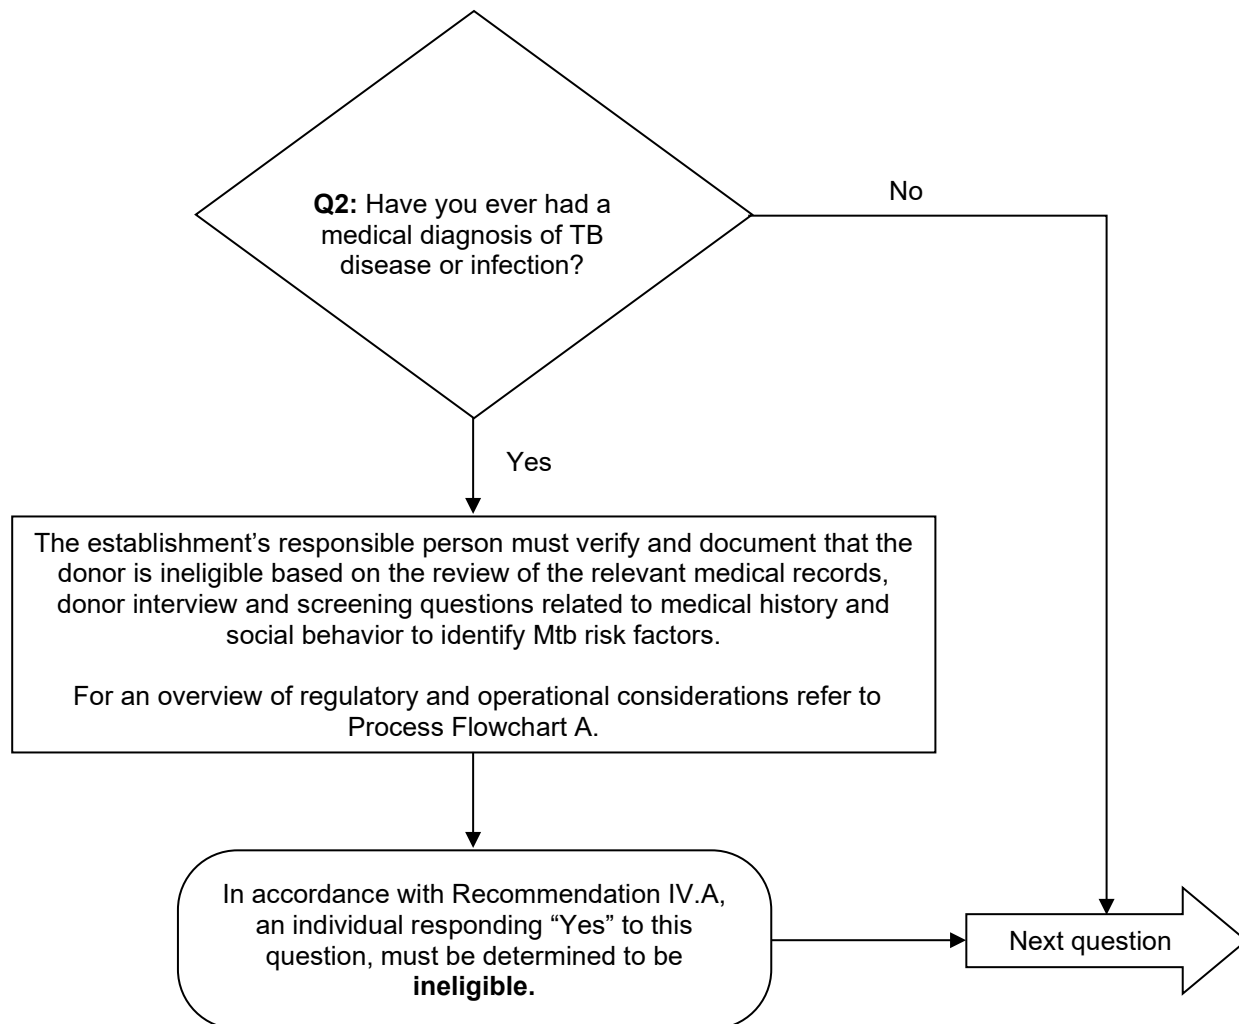 Q2: Have you ever had a
medical diagnosis of TB
disease or infection?
No
Yes
The establishment’s responsible person must verify and document that the
donor is ineligible based on the review of the relevant medical records,
donor interview and screening questions related to medical history and
social behavior to identify Mtb risk factors.
For an overview of regulatory and operational considerations refer to
Process Flowchart A.
In accordance with Recommendation IV.A,
an individual responding “Yes” to this
question, must be determined to be
ineligible.
Next question